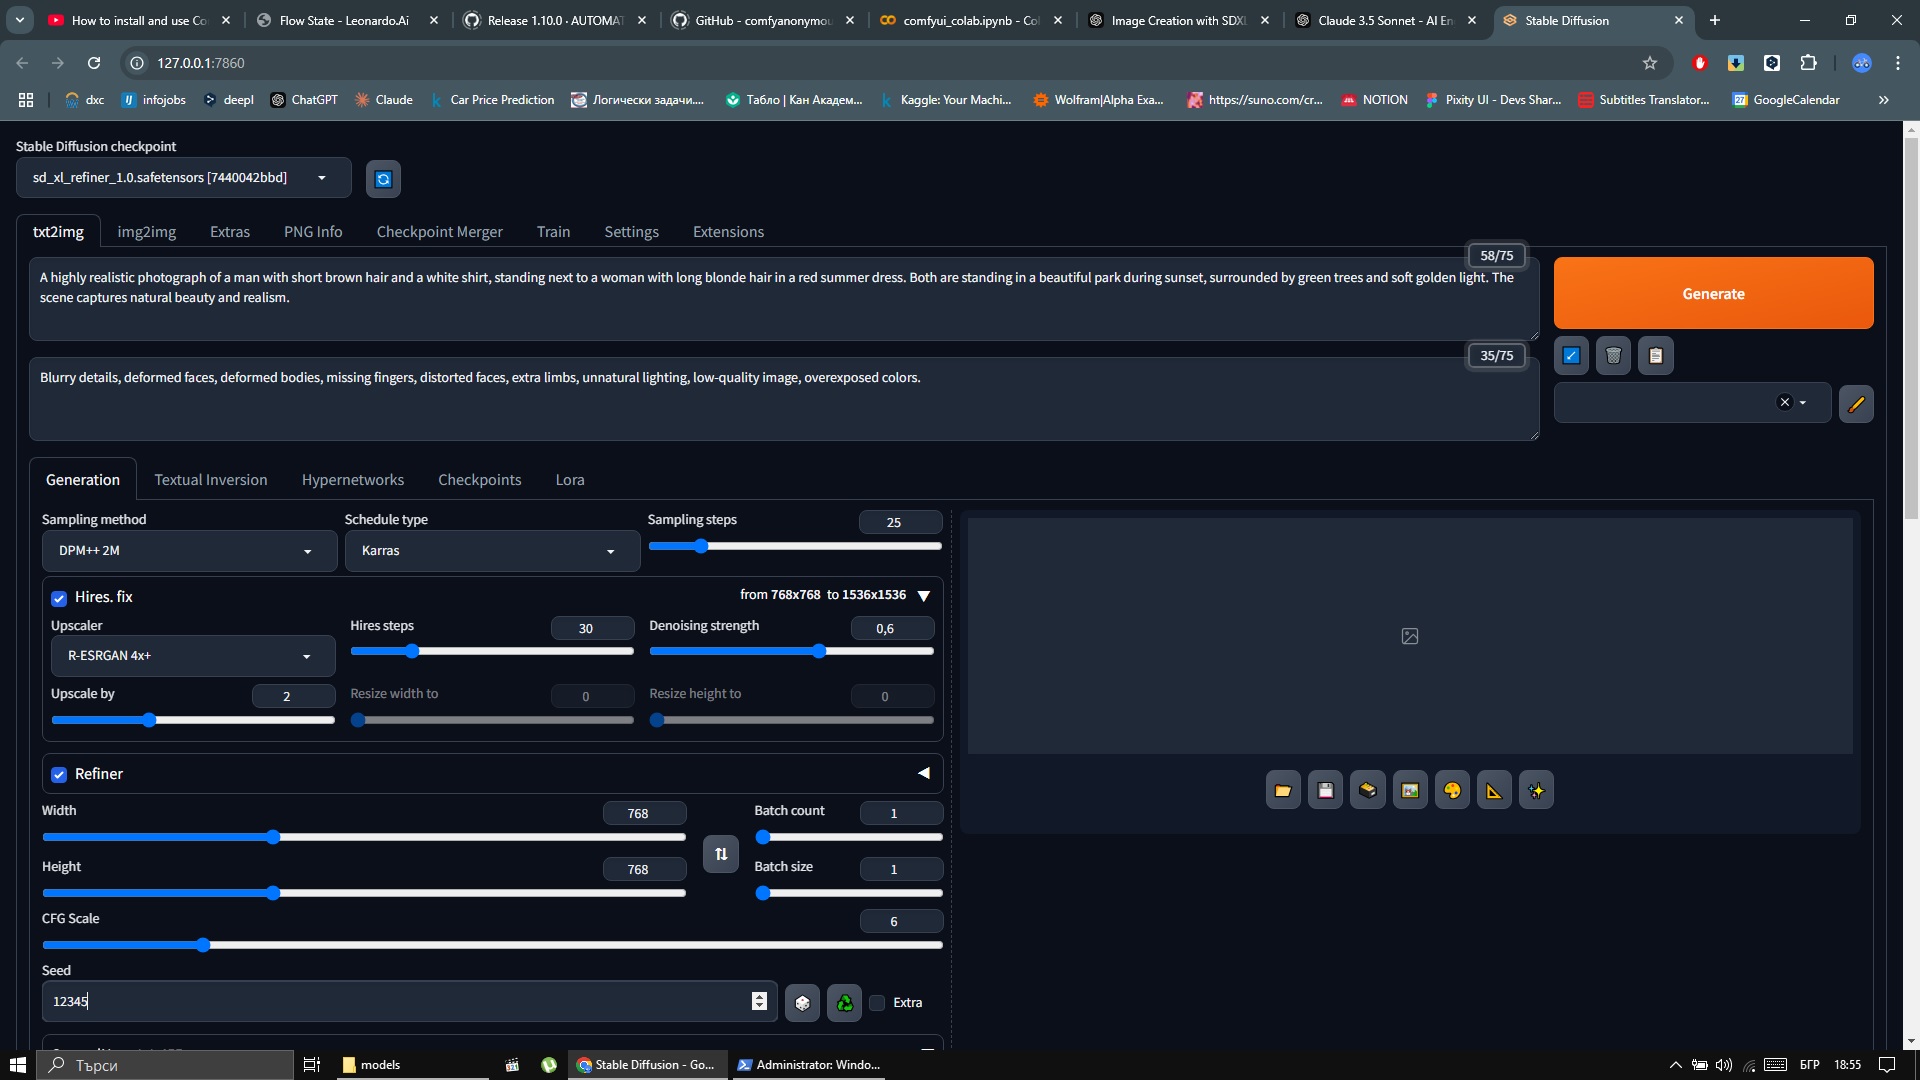 How to install and use Co
Flow State - Leonardo.Ai
Release 1.10.0 · AUTOMAT
GitHub - comfyanonymou
comfyui_colab.ipynb - Col
Image Creation with SDXL
Claude 3.5 Sonnet - AI En
Stable Diffusion
127.0.0.1:7860
dxc
infojobs
deepl
ChatGPT
Claude
Car Price Prediction
Логически задачи....
Табло | Кан Академ...
Kaggle: Your Machi...
Wolfram|Alpha Exa...
https://suno.com/cr...
NOTION
Pixity UI - Devs Shar...
Subtitles Translator...
GoogleCalendar
Stable Diffusion checkpoint
sd_xl_refiner_1.0.safetensors [7440042bbd]
txt2img
img2img
Extras
PNG Info
Checkpoint Merger
Train
Settings
Extensions
58/75
A highly realistic photograph of a man with short brown hair and a white shirt, standing next to a woman with long blonde hair in a red summer dress. Both are standing in a beautiful park during sunset, surrounded by green trees and soft golden light. The
scene captures natural beauty and realism.
Generate
35/75
Blurry details, deformed faces, deformed bodies, missing fingers, distorted faces, extra limbs, unnatural lighting, low-quality image, overexposed colors.
Generation
Textual Inversion
Hypernetworks
Checkpoints
Lora
Sampling method
Schedule type
Sampling steps
25
DPM++ 2M
Karras
Hires. fix
from 768x768 to 1536x1536
Upscaler
Hires steps
30
Denoising strength
0,6
R-ESRGAN 4x+
Upscale by
2
Resize width to
0
Resize height to
0
Refiner
Width
768
Batch count
1
Height
768
Batch size
1
CFG Scale
6
Seed
12345
Extra
Търси
models
Stable Diffusion - Go...
Administrator: Windo...
БГР
18:55